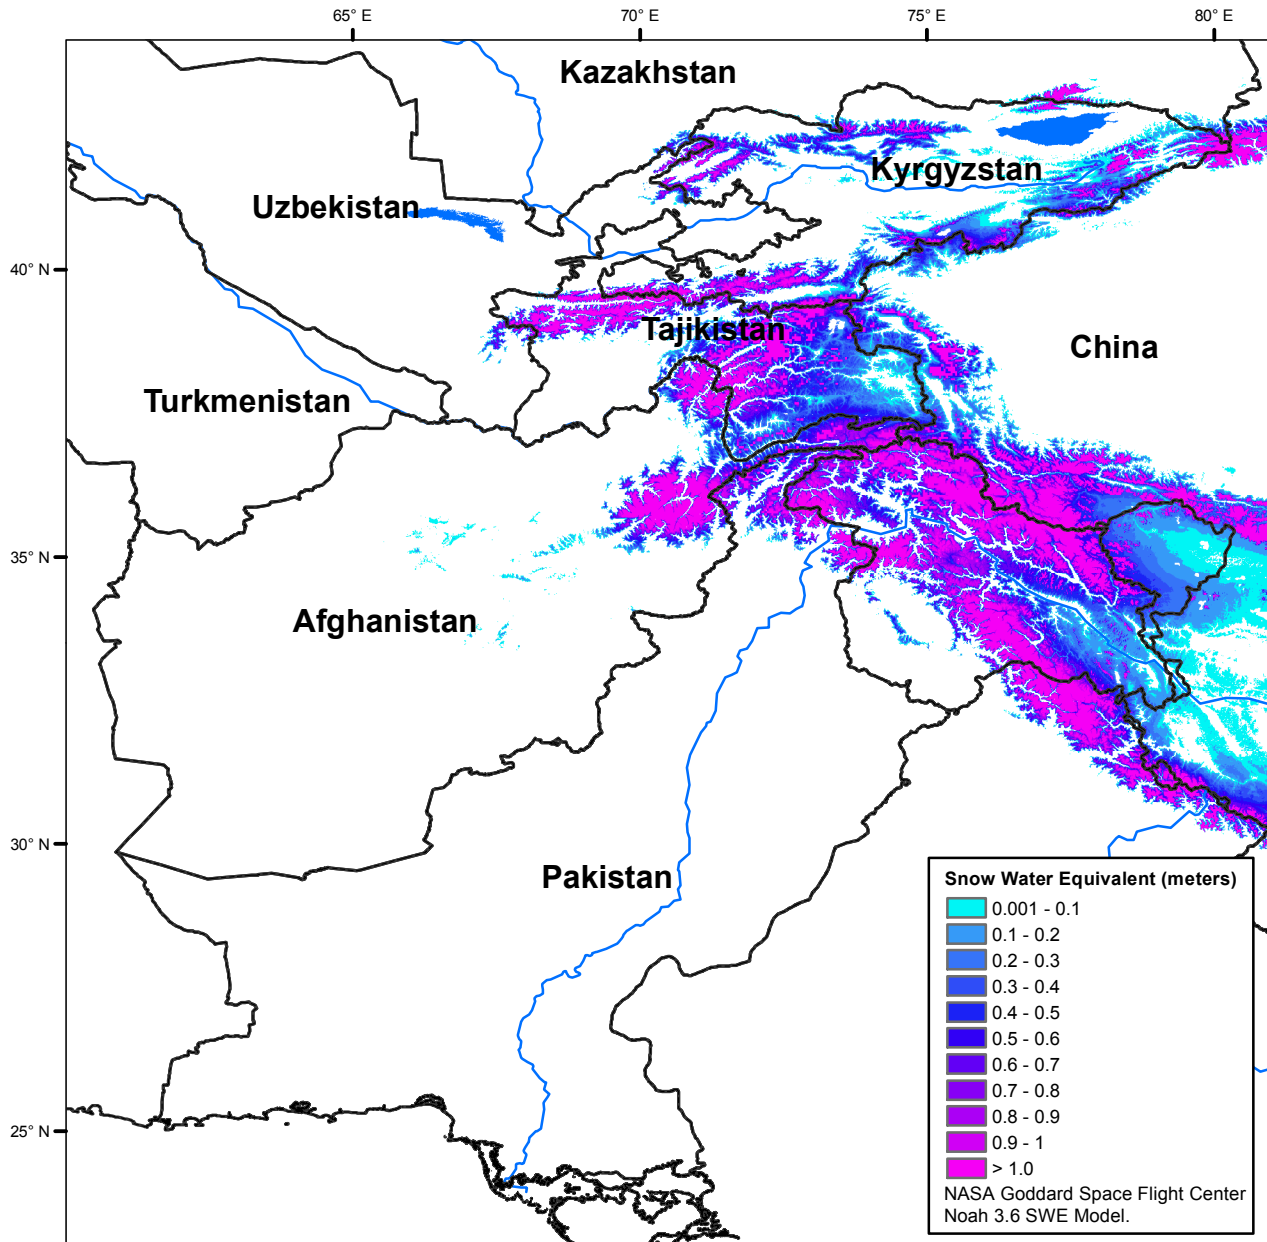 65° E
70° E
75° E
80° E
Kazakhstan
Kyrgyzstan
Uzbekistan
40° N
Tajikistan
China
Turkmenistan
35° N
Afghanistan
30° N
Pakistan
Snow Water Equivalent (meters)
0.001 - 0.1
0.1 - 0.2
0.2 - 0.3
0.3 - 0.4
0.4 - 0.5
0.5 - 0.6
0.6 - 0.7
0.7 - 0.8
0.8 - 0.9
0.9 - 1
> 1.0
25° N
NASA Goddard Space Flight Center
Noah 3.6 SWE Model.